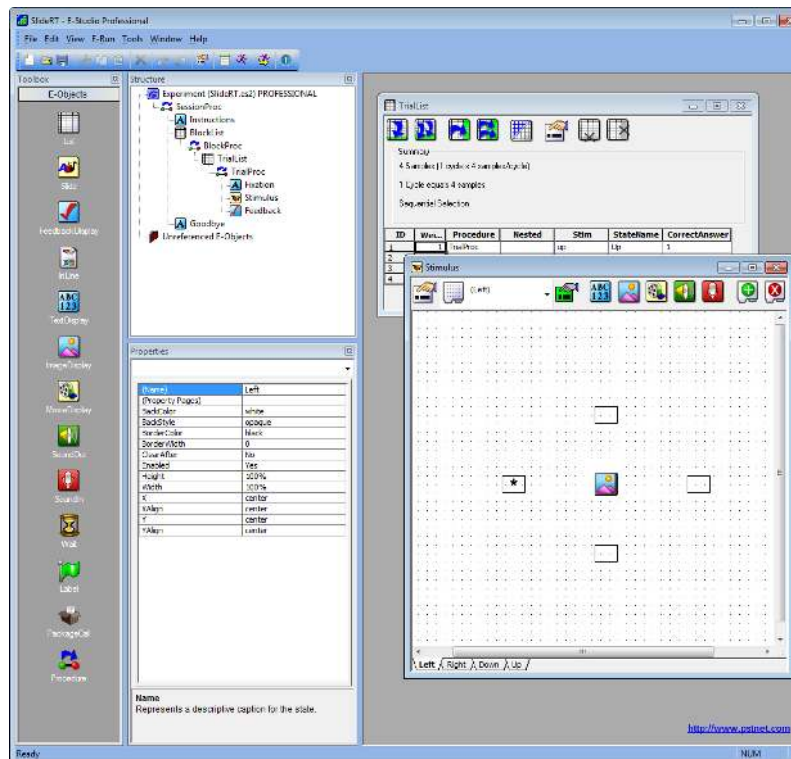 SlideRT - E-Studio Professional
File Edit View E-Run Tools Window Help
Toolbox
E-Objects
List
Slide
FeedbackDisplay
InLine
TextDisplay
ImageDisplay
MovieDisplay
SoundOut
SoundIn
Wait
Label
PackageCall
Procedure
Structure
Experiment (SlideRT.es2) PROFESSIONAL
SessionProc
Instructions
BlockList
BlockProc
TrialList
TrialProc
Fixation
Stimulus
Feedback
Goodbye
Unreferenced E-Objects
Properties
(Name) Left
(Property Pages)
BackColor white
BackStyle opaque
BorderColor black
BorderWidth 0
ClearAfter No
Enabled Yes
Height 100%
Width 100%
X center
XAlign center
Y center
YAlign center
Name
Represents a descriptive caption for the state.
TrialList
Summary
4 Samples (1 cycle x 4 samples/cycle)
1 Cycle equals 4 samples
Sequential Selection
ID Wei... Procedure Nested Stim StateName CorrectAnswer
1 1 TrialProc up Up 1
2
3
4
Stimulus
(Left)
ABC
123
*
Left Right Down Up
http://www.pstnet.com
Ready
NUM